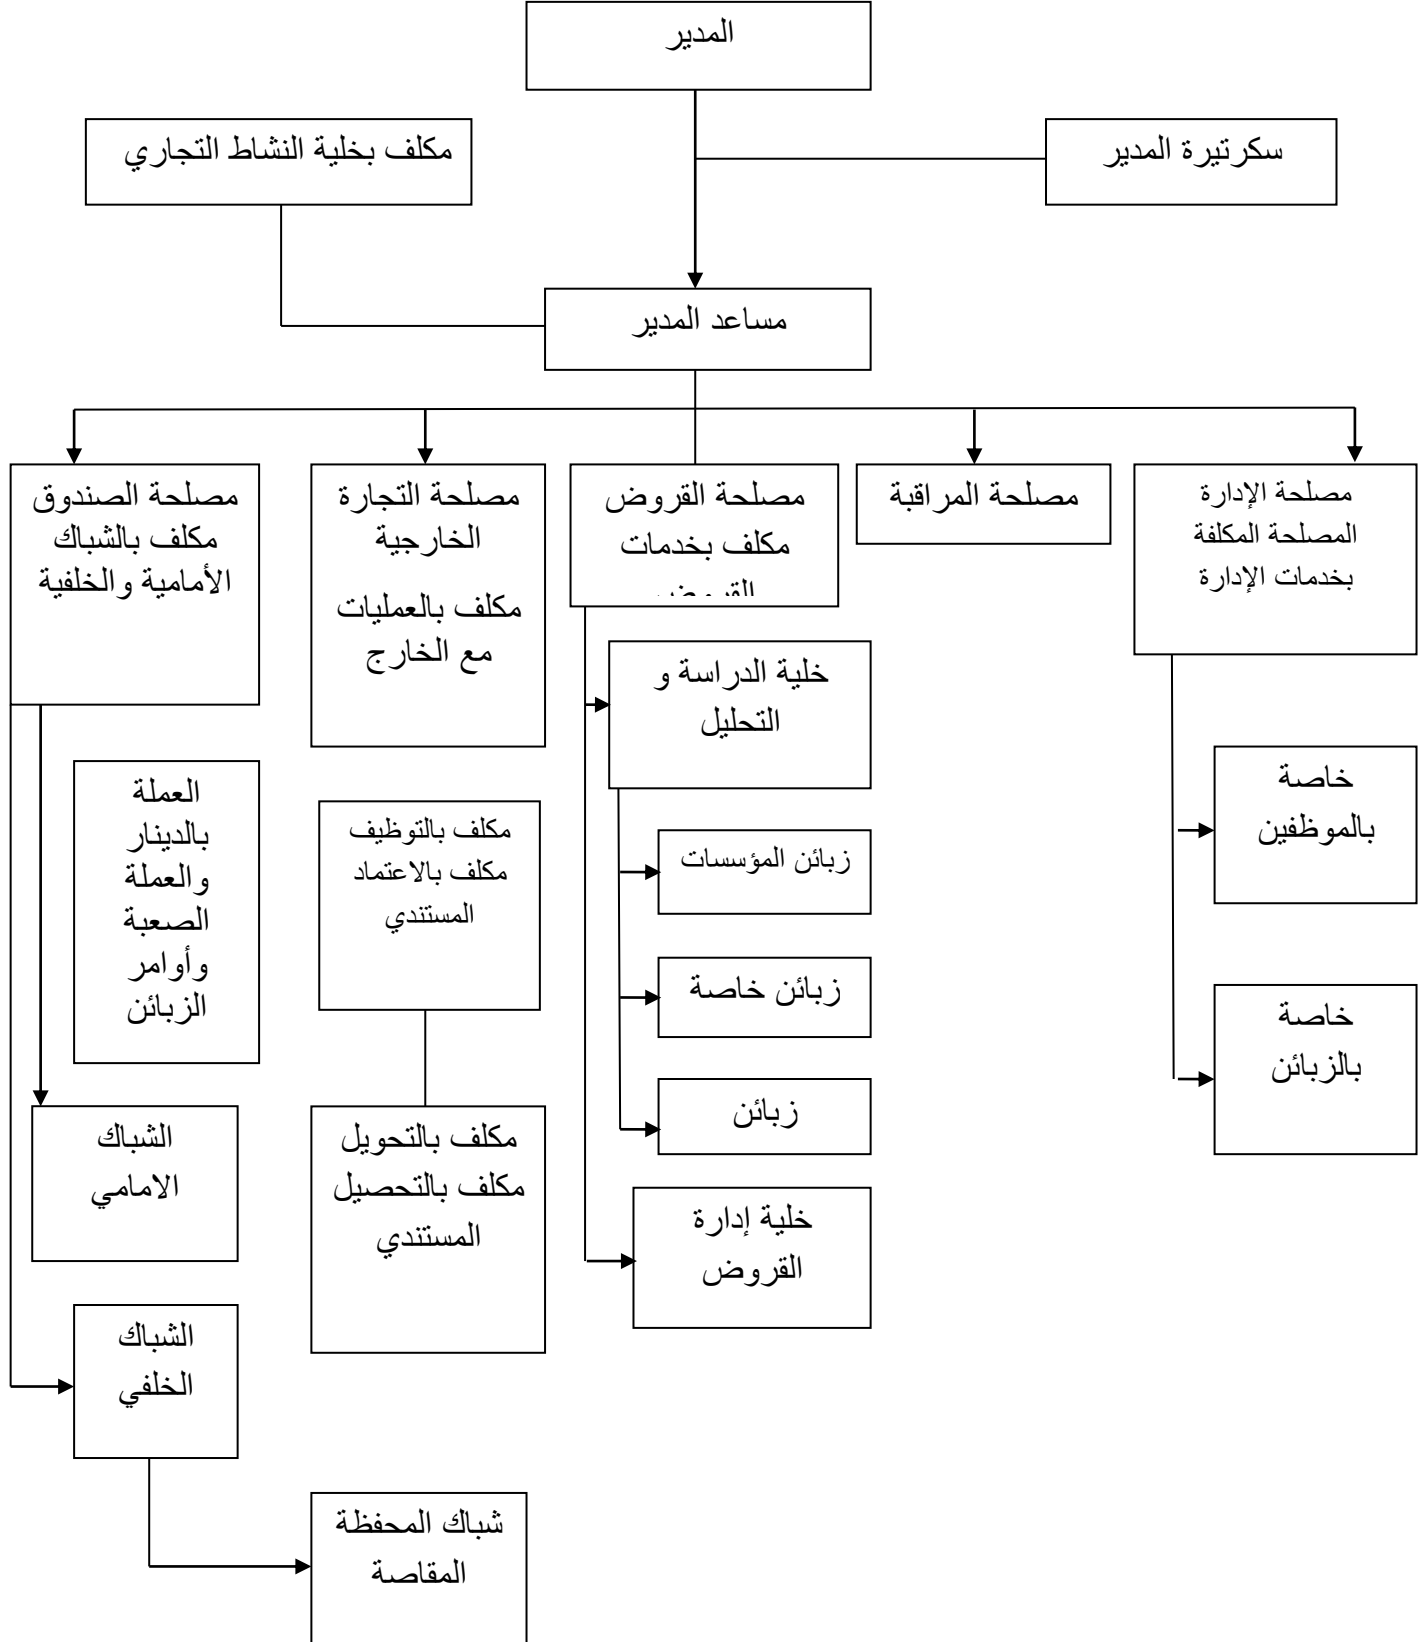 المدير
سكرتيرة المدير
مكلف بخلية النشاط التجاري
مساعد المدير
مصلحة الإدارة
المصلحة المكلفة
بخدمات الإدارة
مصلحة المراقبة
مصلحة القروض
مكلف بخدمات
القروض
مصلحة التجارة
الخارجية
مكلف بالعمليات
مع الخارج
مصلحة الصندوق
مكلف بالشباك
الأمامية والخلفية
خاصة
بالموظفين
خاصة
بالزبائن
خلية الدراسة و
التحليل
زبائن المؤسسات
زبائن خاصة
زبائن
خلية إدارة
القروض
مكلف بالتوظيف
مكلف بالاعتماد
المستندي
مكلف بالتحويل
مكلف بالتحصيل
المستندي
العملة
بالدينار
والعملة
الصعبة
وأوامر
الزبائن
الشباك
الامامي
الشباك
الخلفي
شباك المحفظة
المقاصة